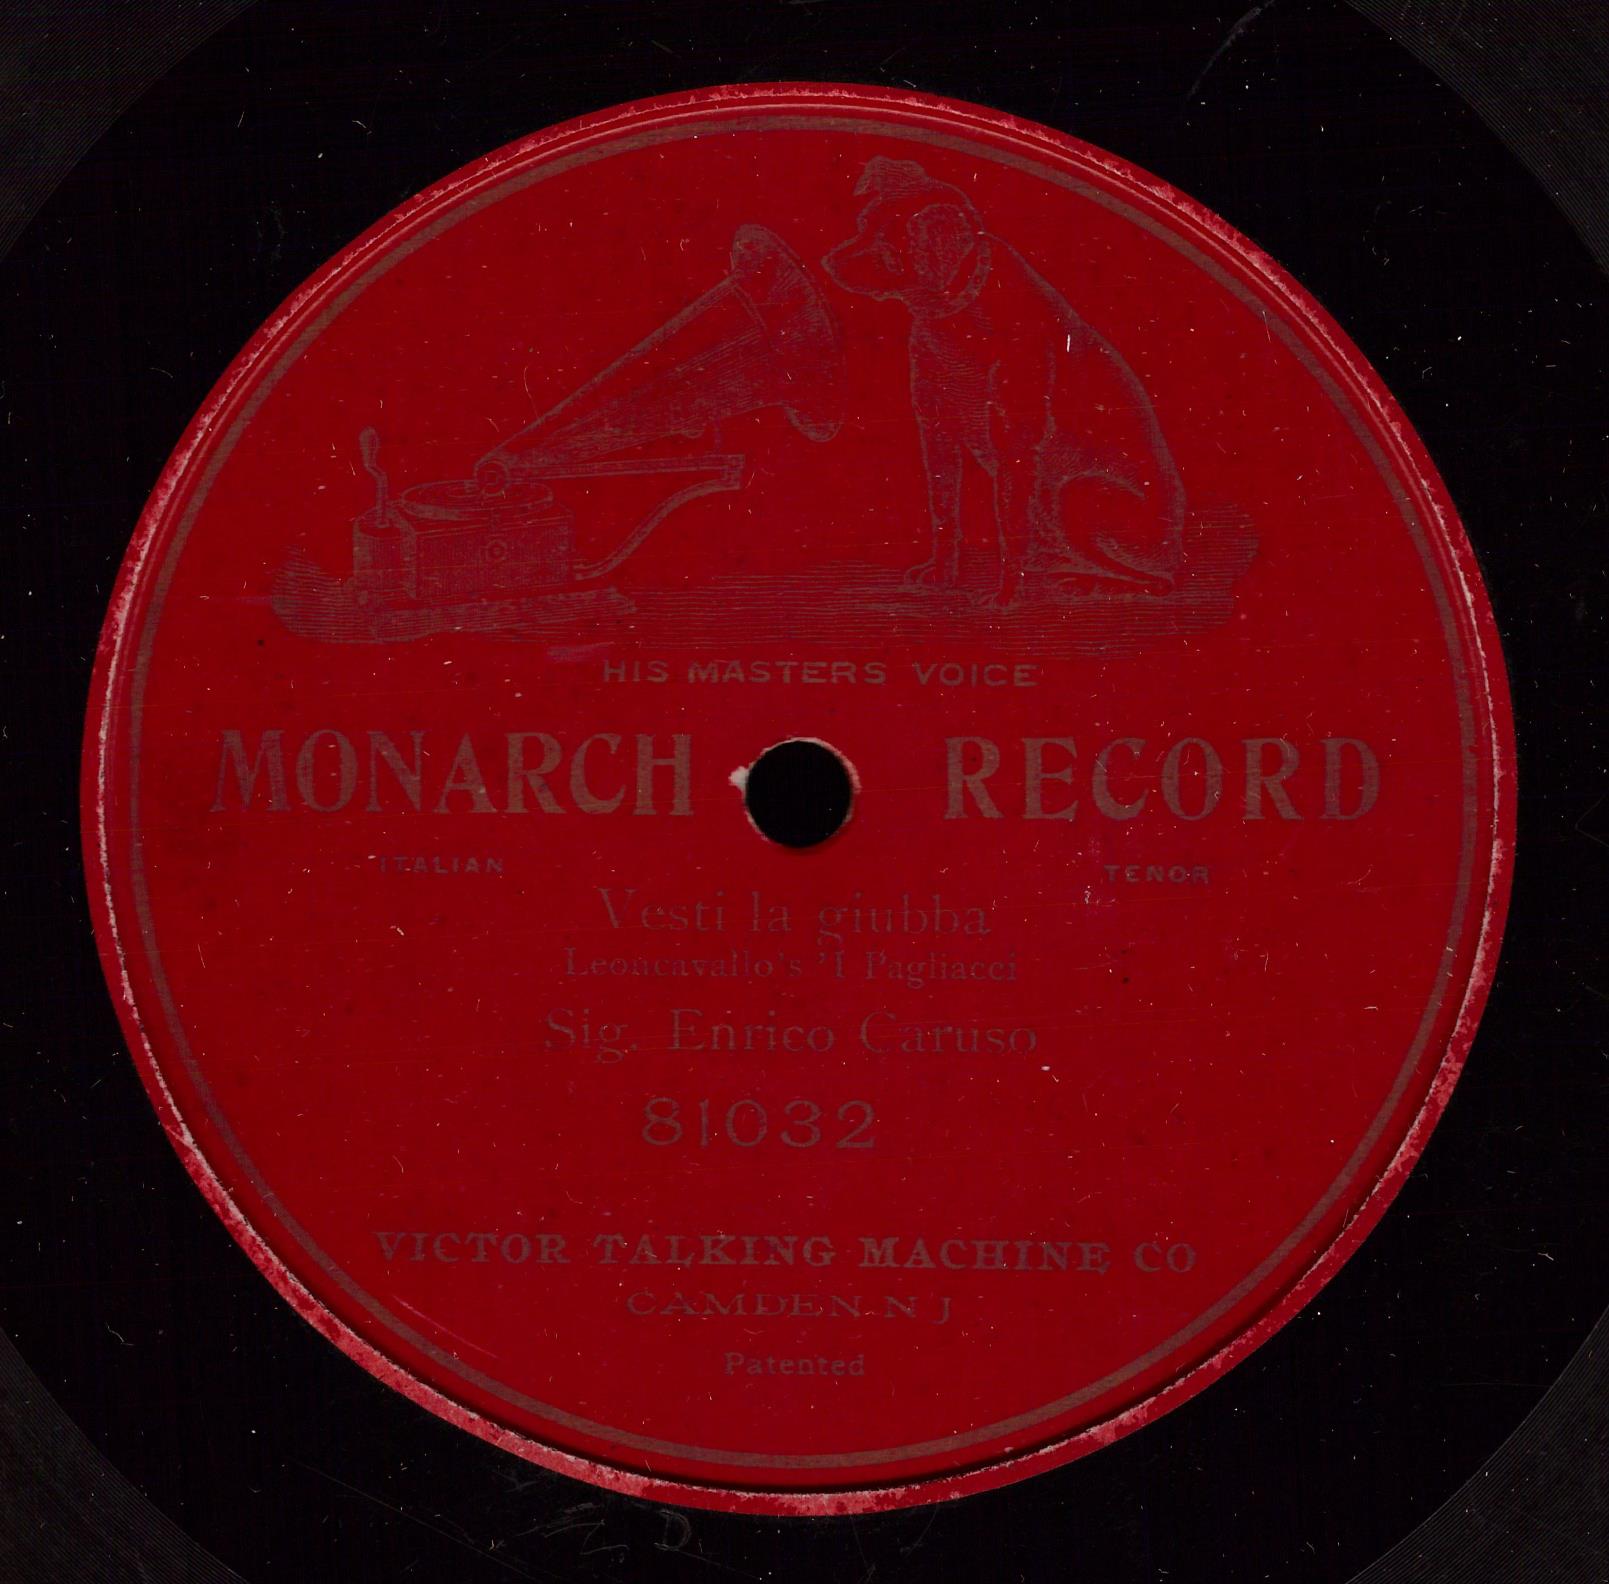 HIS MASTERS VOICE
MONARCH RECORD
ITALIAN TENOR
Vesti la giubba
Leoncavallo's 'I Pagliacci
Sig. Enrico Caruso
81032
VICTOR TALKING MACHINE CO
CAMDEN N J
Patented